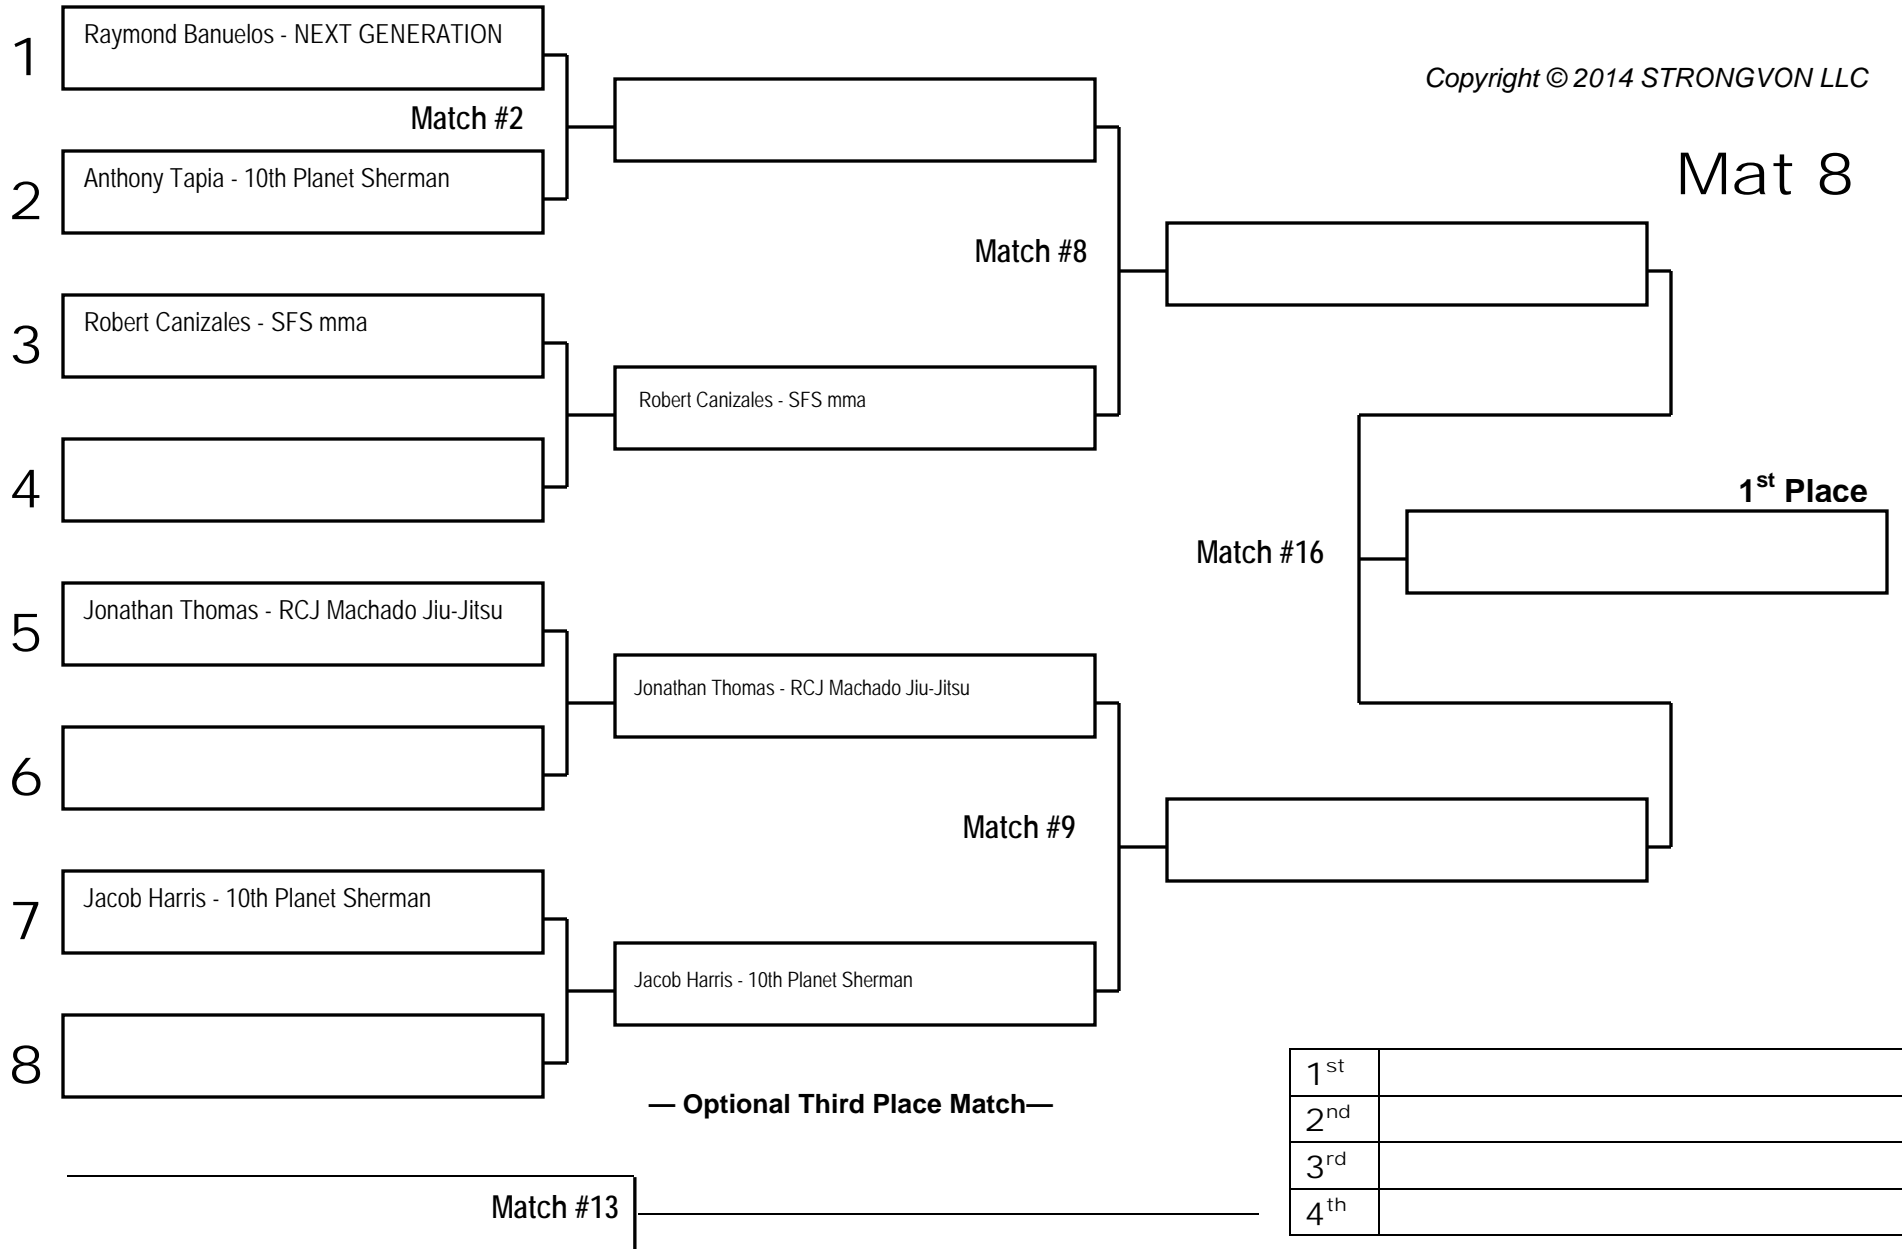 1
Raymond Banuelos - NEXT GENERATION
Copyright © 2014 STRONGVON LLC
Match #2
Mat 8
2
Anthony Tapia - 10th Planet Sherman
Match #8
3
Robert Canizales - SFS mma
Robert Canizales - SFS mma
4
1st Place
Match #16
5
Jonathan Thomas - RCJ Machado Jiu-Jitsu
Jonathan Thomas - RCJ Machado Jiu-Jitsu
6
Match #9
7
Jacob Harris - 10th Planet Sherman
Jacob Harris - 10th Planet Sherman
8
— Optional Third Place Match—
1st
2nd
3rd
4th
Match #13